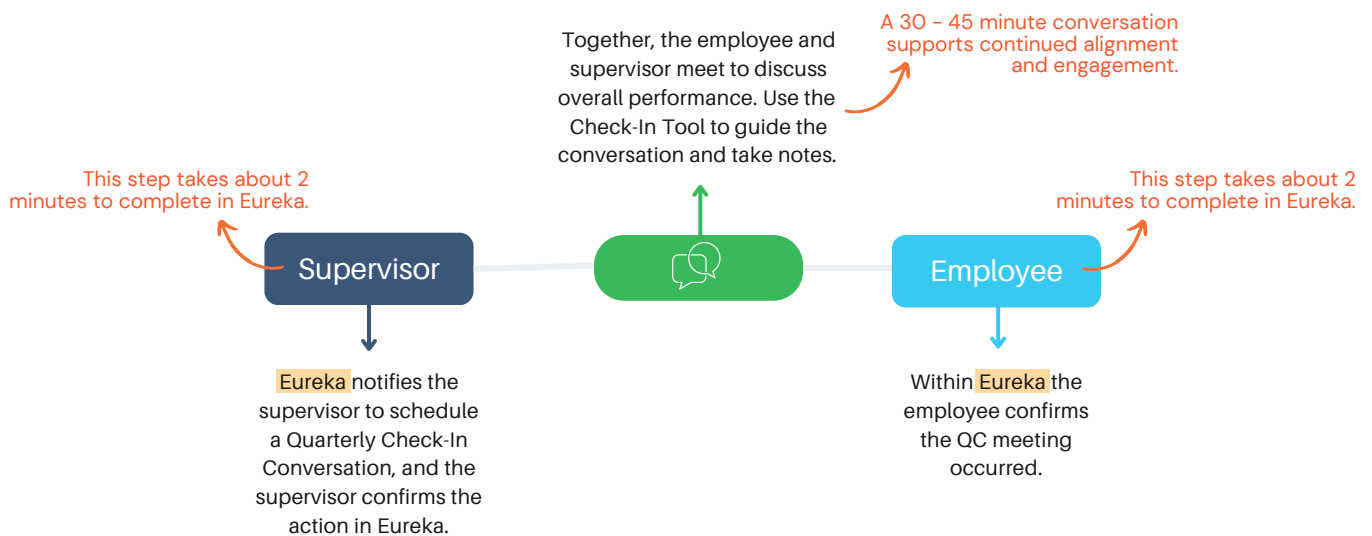 Together, the employee and
supervisor meet to discuss
overall performance. Use the
Check-In Tool to guide the
conversation and take notes.
A 30 – 45 minute conversation
supports continued alignment
and engagement.
This step takes about 2
minutes to complete in Eureka.
This step takes about 2
minutes to complete in Eureka.
Supervisor
Employee
Eureka notifies the
supervisor to schedule
a Quarterly Check-In
Conversation, and the
supervisor confirms the
action in Eureka.
Within Eureka the
employee confirms
the QC meeting
occurred.